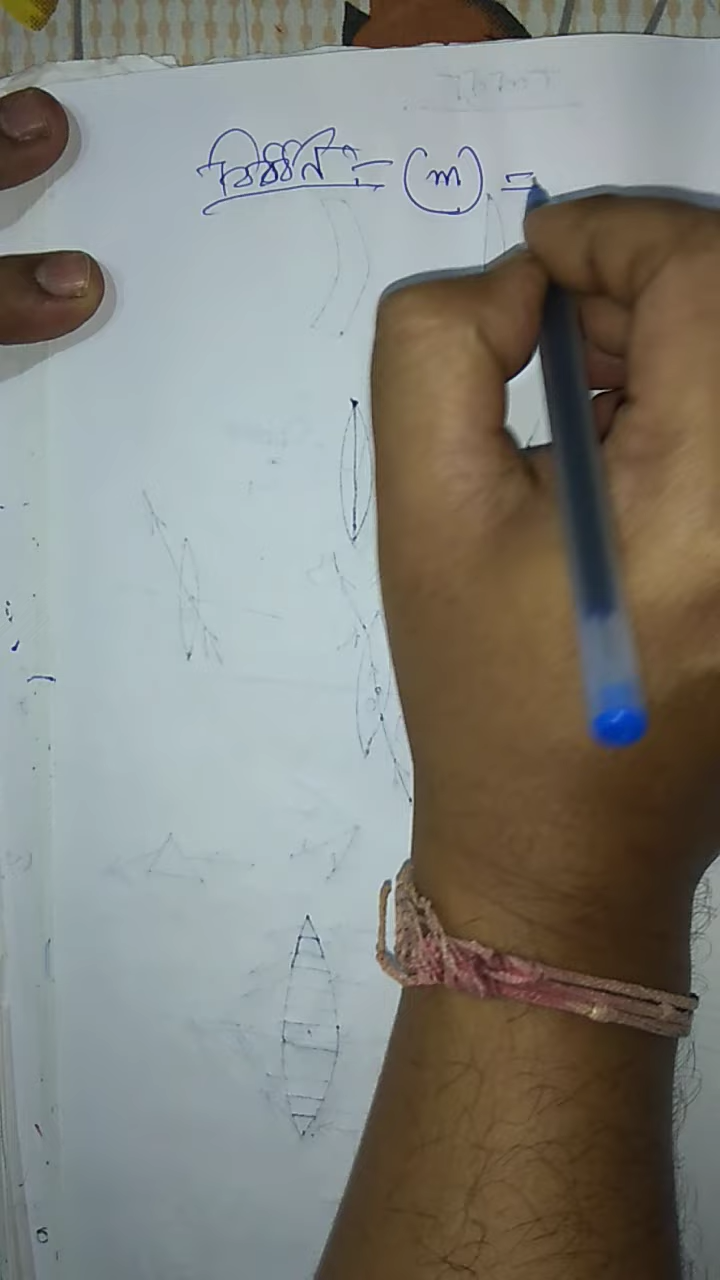 বিবর্ধন :- (m) =